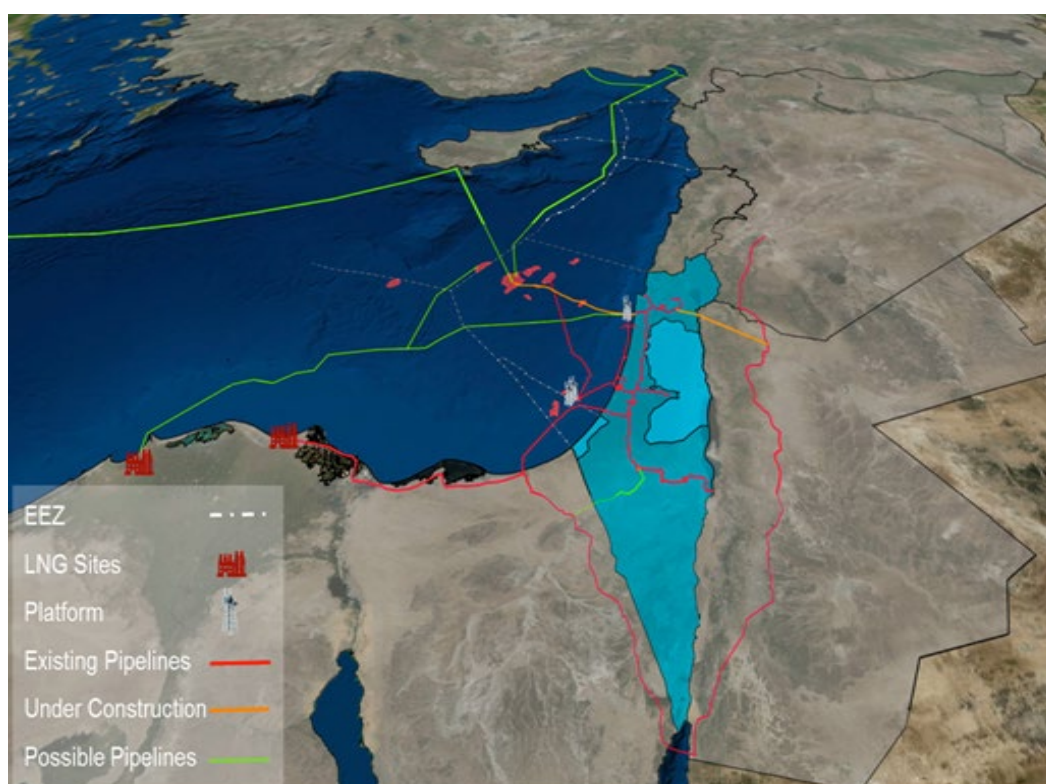 EEZ
LNG Sites
Platform
Existing Pipelines
Under Construction
Possible Pipelines